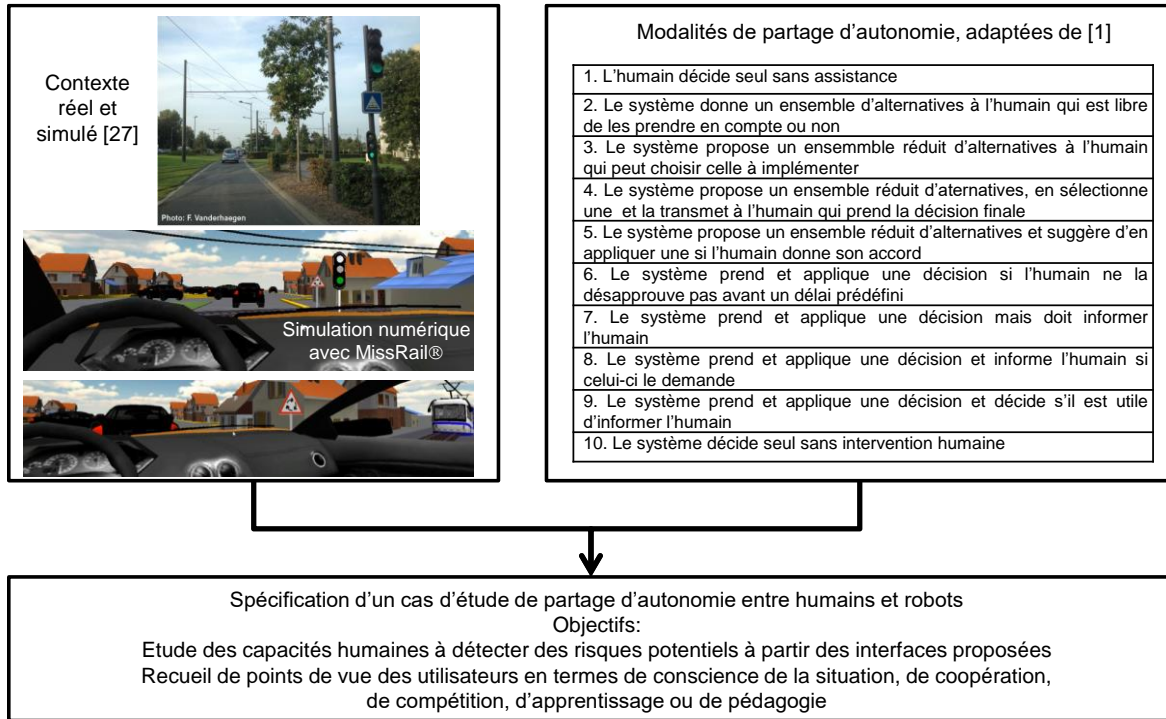 Contexte
réel et
simulé [27]
Photo: F. Vanderhaegen
Simulation numérique
avec MissRail®
Modalités de partage d’autonomie, adaptées de [1]
1. L’humain décide seul sans assistance
2. Le système donne un ensemble d’alternatives à l’humain qui est libre
de les prendre en compte ou non
3. Le système propose un ensemmble réduit d’alternatives à l’humain
qui peut choisir celle à implémenter
4. Le système propose un ensemble réduit d’aternatives, en sélectionne
une et la transmet à l’humain qui prend la décision finale
5. Le système propose un ensemble réduit d’alternatives et suggère d’en
appliquer une si l’humain donne son accord
6. Le système prend et applique une décision si l’humain ne la
désapprouve pas avant un délai prédéfini
7. Le système prend et applique une décision mais doit informer
l’humain
8. Le système prend et applique une décision et informe l’humain si
celui-ci le demande
9. Le système prend et applique une décision et décide s’il est utile
d’informer l’humain
10. Le système décide seul sans intervention humaine
Spécification d’un cas d’étude de partage d’autonomie entre humains et robots
Objectifs:
Etude des capacités humaines à détecter des risques potentiels à partir des interfaces proposées
Recueil de points de vue des utilisateurs en termes de conscience de la situation, de coopération,
de compétition, d’apprentissage ou de pédagogie